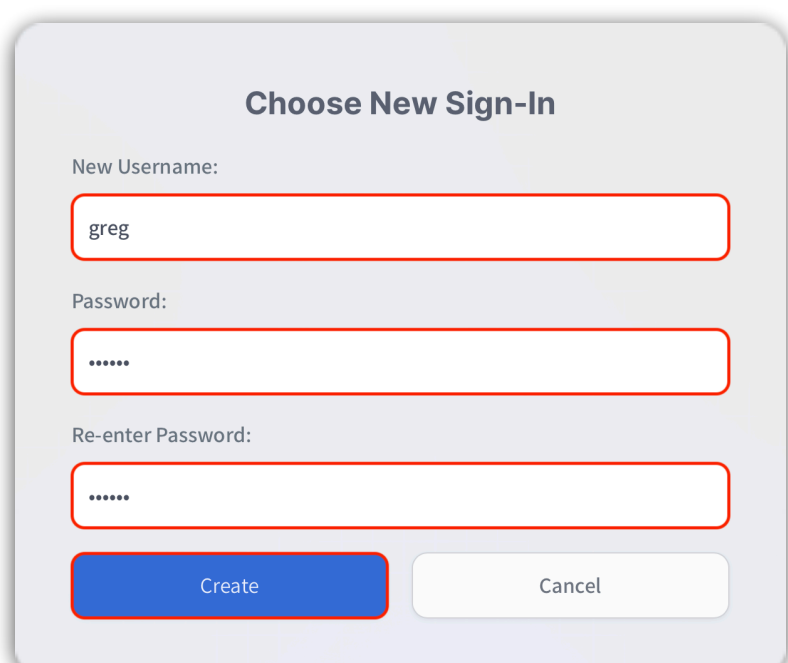 Choose New Sign-In
New Username:
greg
Password:
••••••
Re-enter Password:
••••••
Create
Cancel